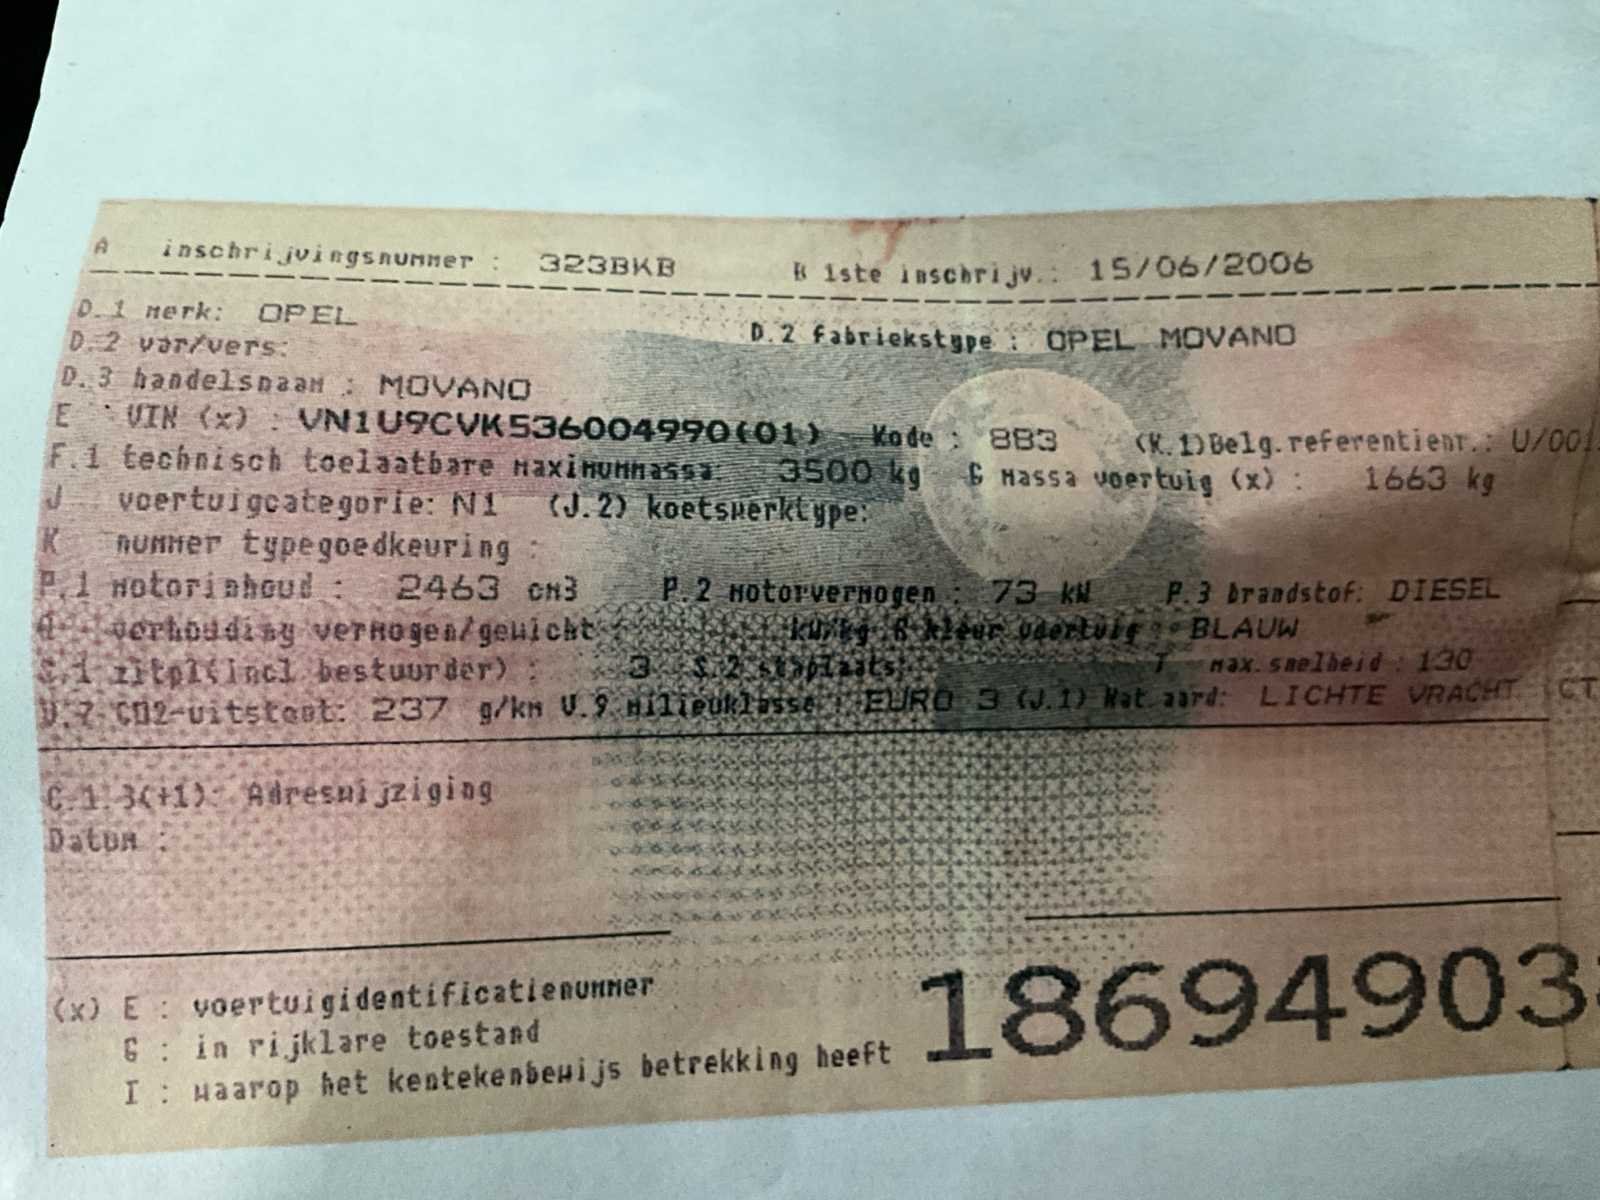 A inschrijvingsnummer : 323BKB B 1ste inschrijv.: 15/06/2006
D.1 merk: OPEL D.2 fabriekstype : OPEL MOVANO
D.2 var/vers:
D.3 handelsnaam : MOVANO
E VIN (x) : VN1U9CVK536004990(01) Kode : 883 (K.1)Belg.referentienr.: U/001
F.1 technisch toelaatbare maximummassa: 3500 kg G massa voertuig (x) : 1663 kg
J voertuigcategorie: N1 (J.2) koetswerktype:
K nummer typegoedkeuring :
P.1 motorinhoud : 2463 cm3 P.2 motorvermogen : 73 kW P.3 brandstof: DIESEL
Q verhouding vermogen/gewicht : kW/kg R kleur voertuig : BLAUW
S.1 zitpl(incl bestuurder) : 3 S.2 staplaats: T max.snelheid : 130
V.7 CO2-uitstoot: 237 g/km V.9 milieuklasse : EURO 3 (J.1) Nat.aard: LICHTE VRACHT CT
C.1.3(+1): Adreswijziging
Datum :
(x) E : voertuigidentificatienummer
G : in rijklare toestand
I : waarop het kentekenbewijs betrekking heeft
18694903